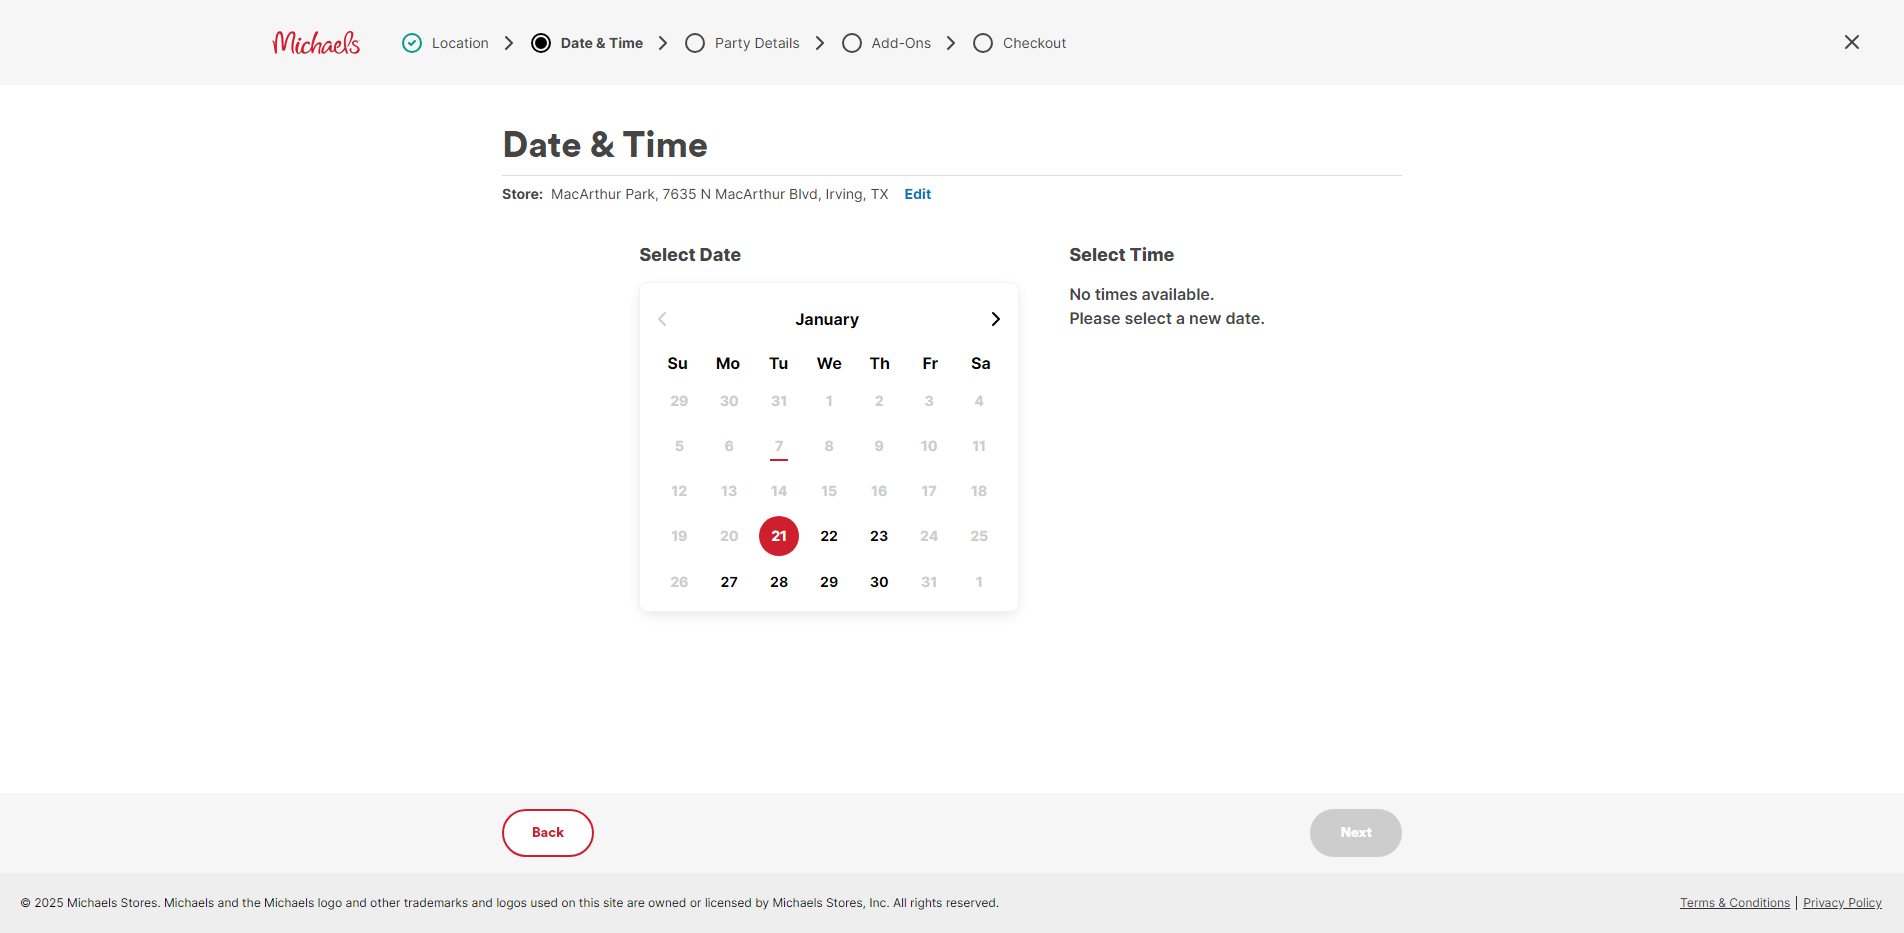 Michaels
Location
Date & Time
Party Details
Add-Ons
Checkout
Date & Time
Store: MacArthur Park, 7635 N MacArthur Blvd, Irving, TX Edit
Select Date
January
Su Mo Tu We Th Fr Sa
29 30 31 1 2 3 4
5 6 7 8 9 10 11
12 13 14 15 16 17 18
19 20 21 22 23 24 25
26 27 28 29 30 31 1
Select Time
No times available.
Please select a new date.
Back
Next
© 2025 Michaels Stores. Michaels and the Michaels logo and other trademarks and logos used on this site are owned or licensed by Michaels Stores, Inc. All rights reserved.
Terms & Conditions | Privacy Policy